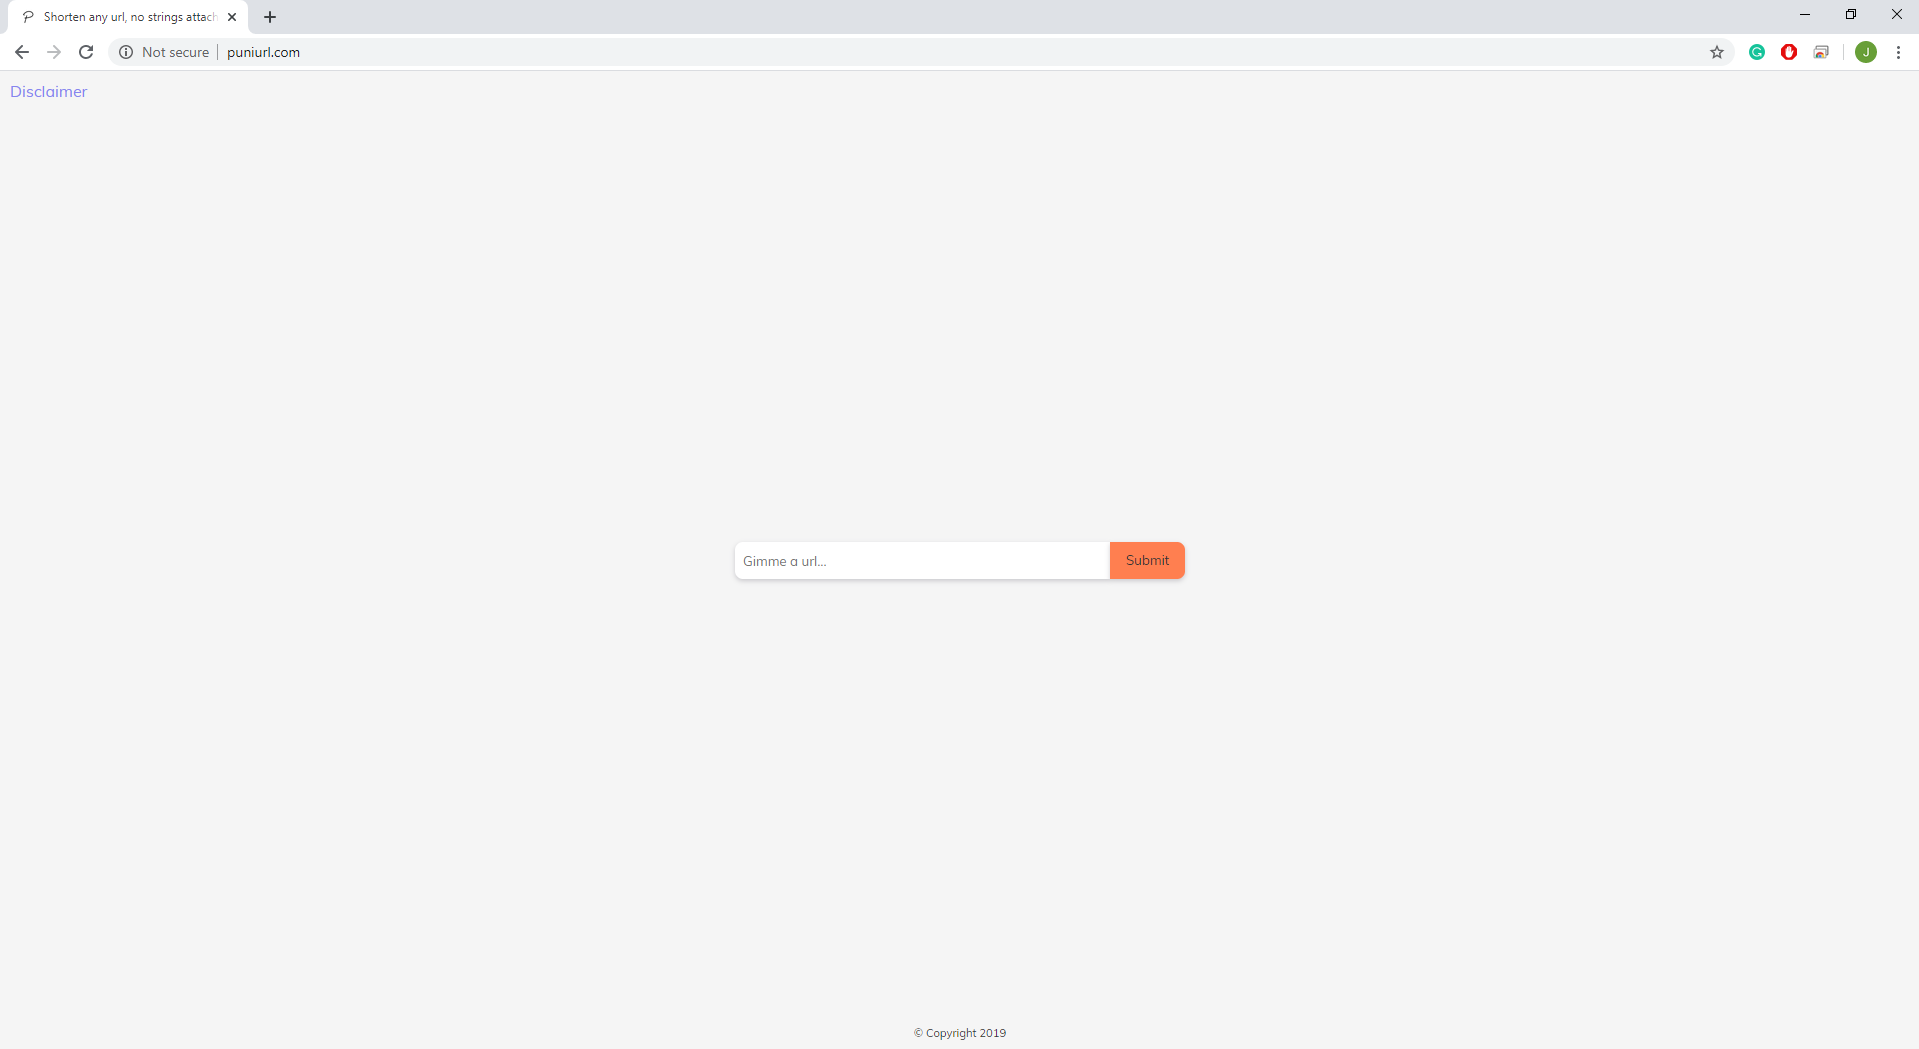 Shorten any url, no strings attach
Not secure
puniurl.com
J
Disclaimer
Gimme a url...
Submit
© Copyright 2019